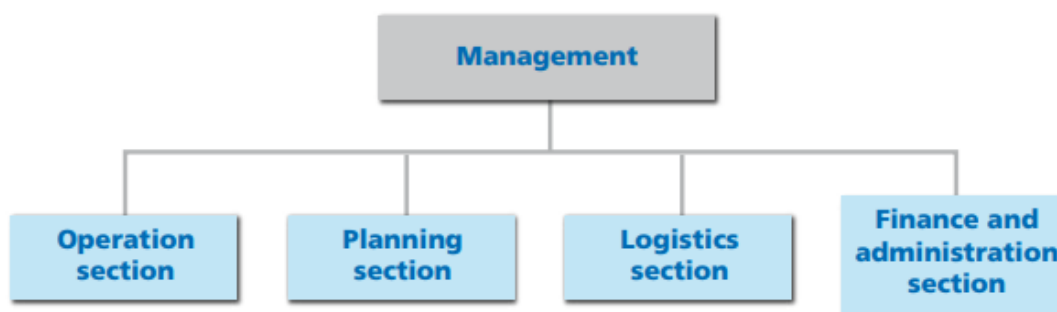 Management
Operation
section
Planning
section
Logistics
section
Finance and
administration
section